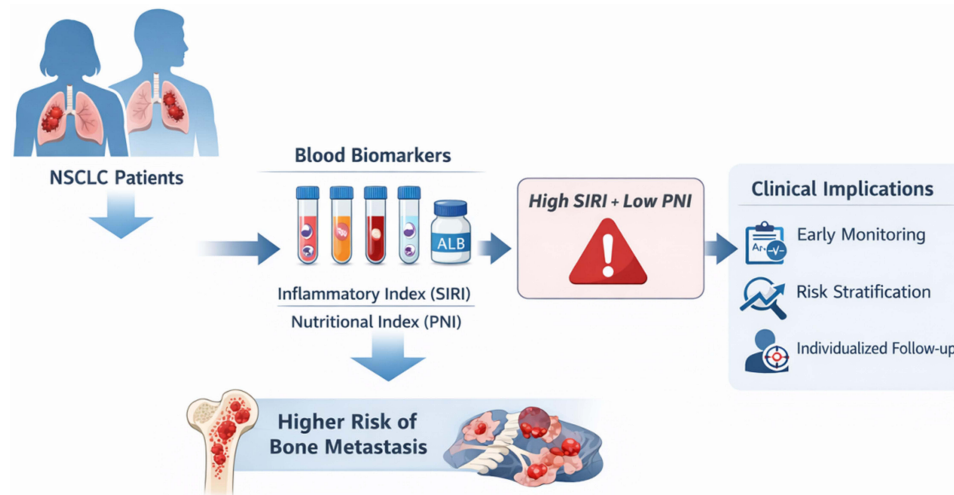 NSCLC Patients
Blood Biomarkers
ALB
Inflammatory Index (SIRI)
Nutritional Index (PNI)
High SIRI + Low PNI
Clinical Implications
Early Monitoring
Risk Stratification
Individualized Follow-up
Higher Risk of
Bone Metastasis